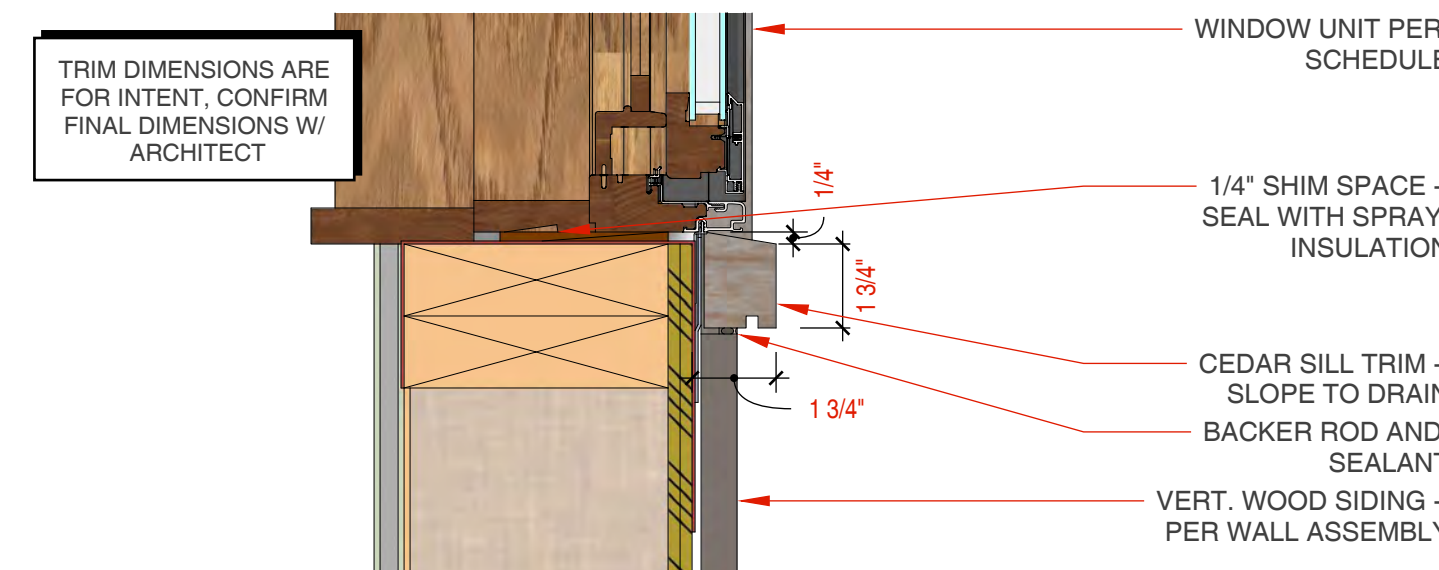 TRIM DIMENSIONS ARE
FOR INTENT, CONFIRM
FINAL DIMENSIONS W/
ARCHITECT
WINDOW UNIT PER
SCHEDULE
1/4"
1/4" SHIM SPACE -
SEAL WITH SPRAY
INSULATION
1 3/4"
CEDAR SILL TRIM -
SLOPE TO DRAIN
1 3/4"
BACKER ROD AND
SEALANT
VERT. WOOD SIDING -
PER WALL ASSEMBLY